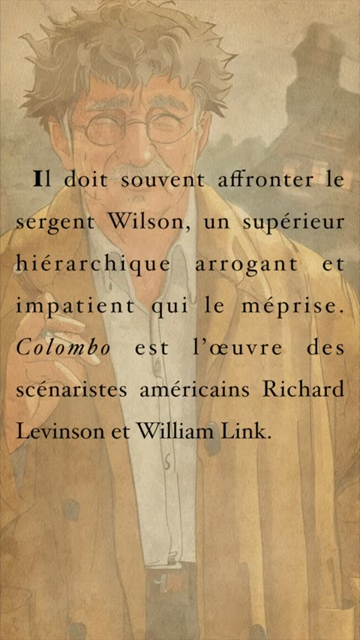 Il doit souvent affronter le
sergent Wilson, un supérieur
hiérarchique arrogant et
impatient qui le méprise.
Colombo est l'œuvre des
scénaristes américains Richard
Levinson et William Link.